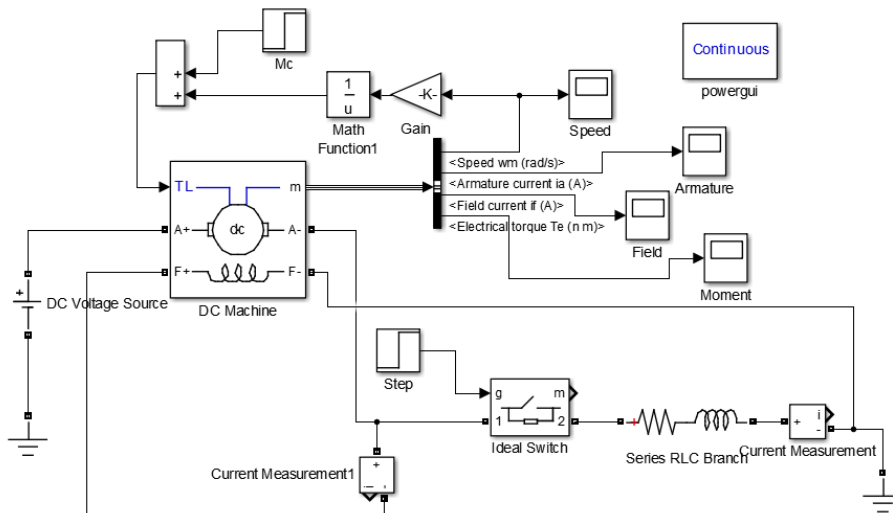 Mc
Continuous
powergui
+
+
1
u
Math
Function1
-K-
Gain
Speed
<Speed wm (rad/s)>
<Armature current ia (A)>
<Field current if (A)>
<Electrical torque Te (n m)>
Armature
Field
Moment
TL
m
A+
dc
A-
F+
F-
DC Machine
+
DC Voltage Source
Step
g
m
1
2
Ideal Switch
+
Series RLC Branch
+
i
-
Current Measurement
Current Measurement1
+
i
-